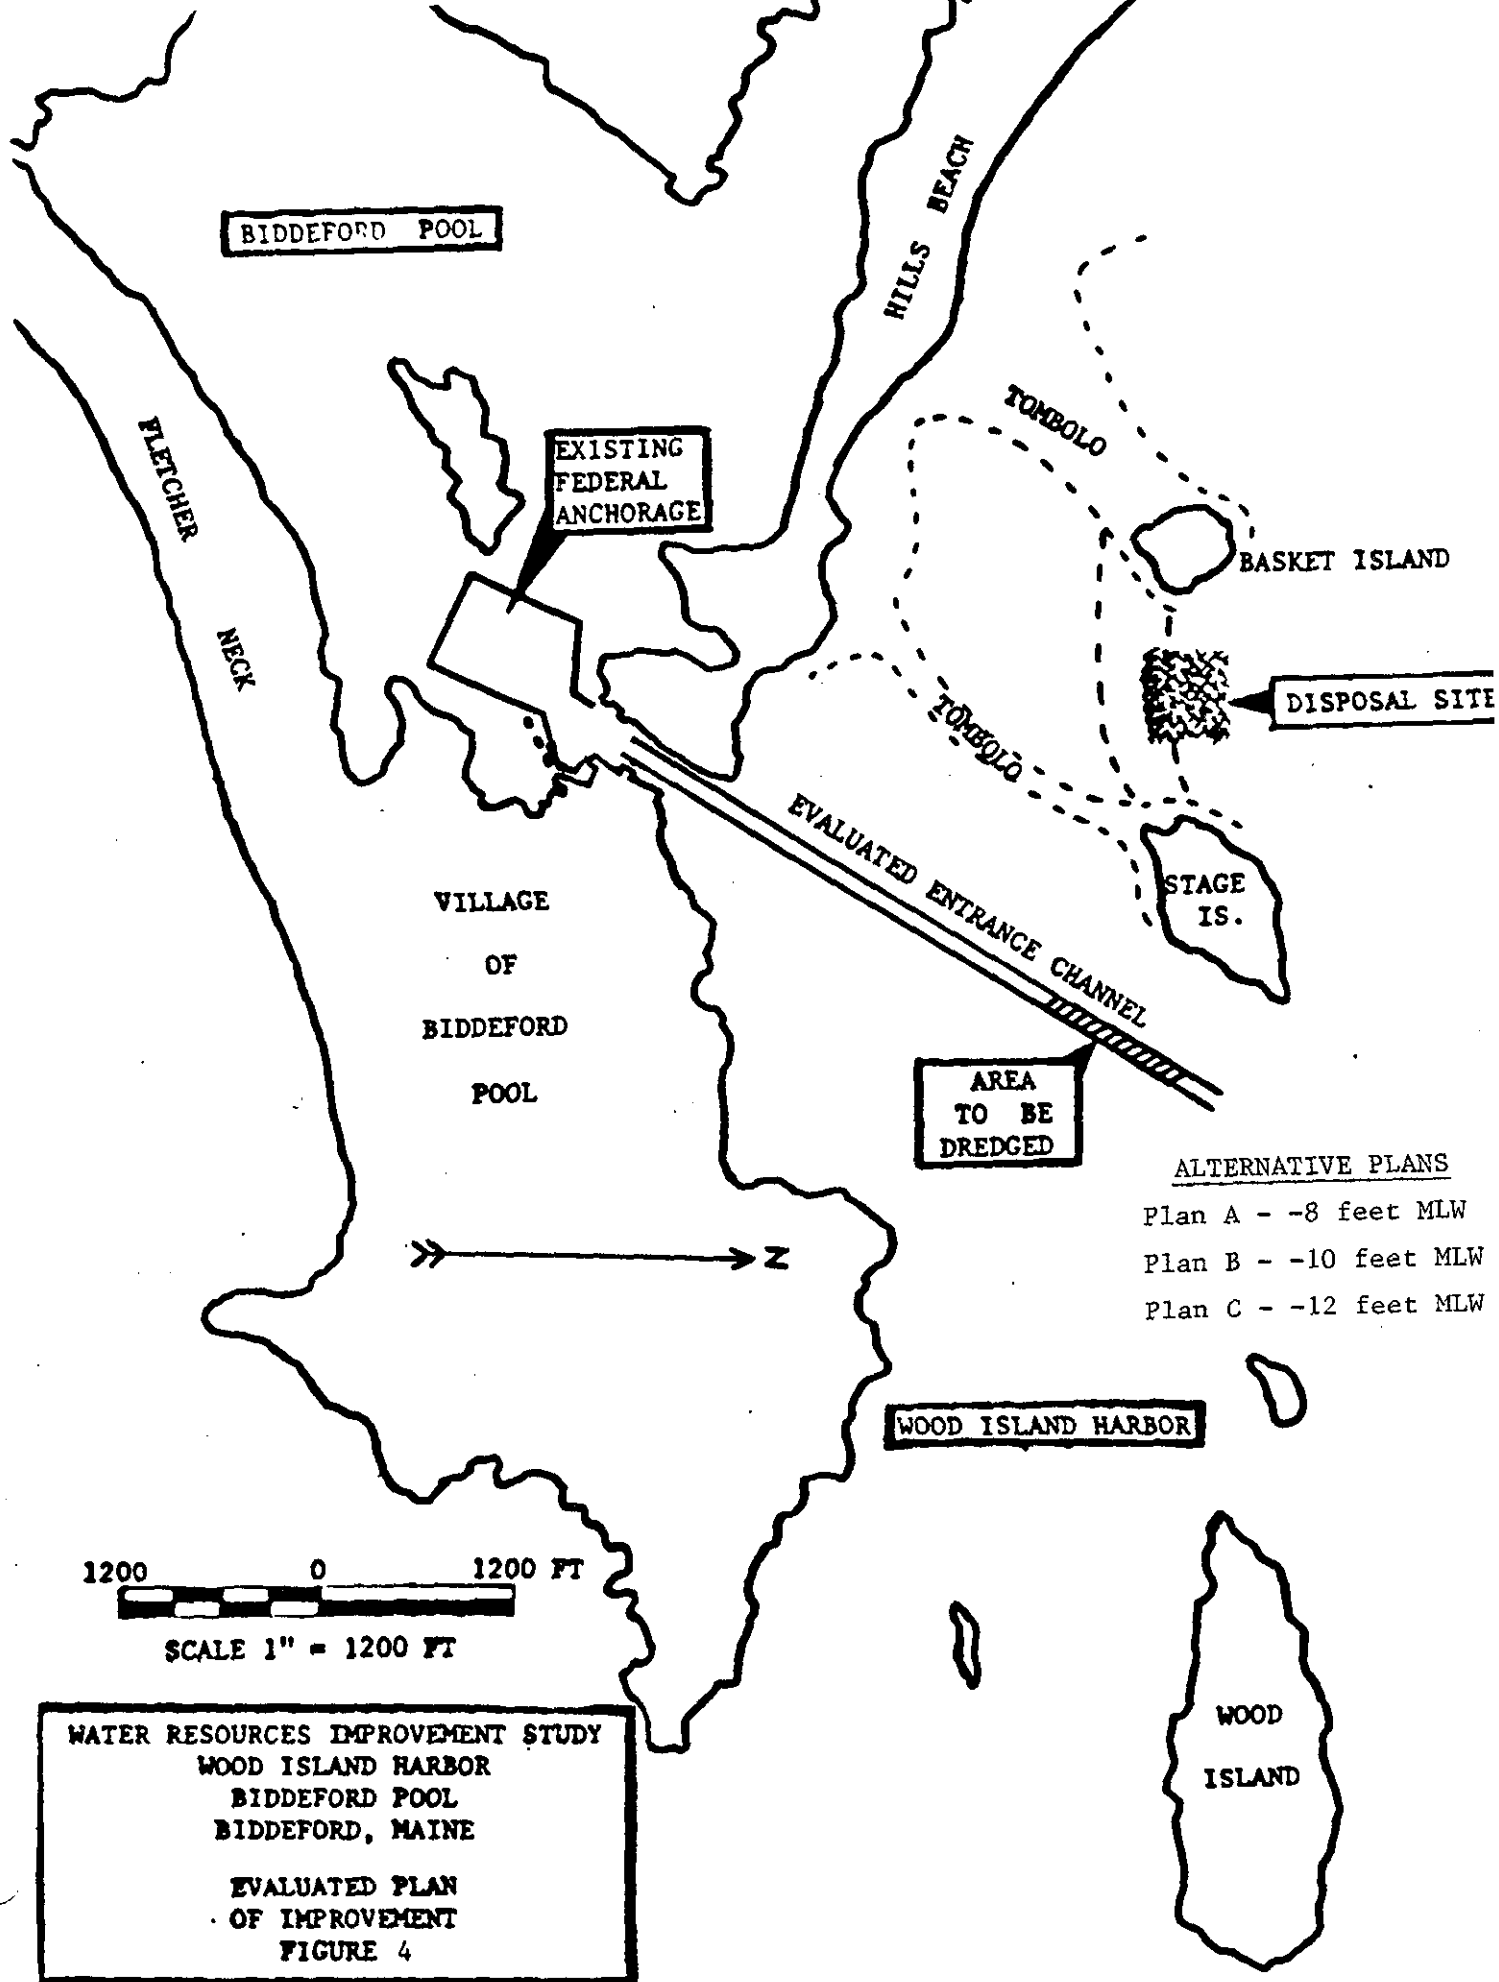 BIDDEFORD POOL
HILLS BEACH
TOMBOLO
FLETCHER
NECK
EXISTING
FEDERAL
ANCHORAGE
BASKET ISLAND
DISPOSAL SITE
TOMBOLO
EVALUATED ENTRANCE CHANNEL
STAGE
IS.
VILLAGE
OF
BIDDEFORD
POOL
AREA
TO BE
DREDGED
ALTERNATIVE PLANS
Plan A - -8 feet MLW
Plan B - -10 feet MLW
Plan C - -12 feet MLW
N
WOOD ISLAND HARBOR
1200 0 1200 FT
SCALE 1" = 1200 FT
WOOD
ISLAND
WATER RESOURCES IMPROVEMENT STUDY
WOOD ISLAND HARBOR
BIDDEFORD POOL
BIDDEFORD, MAINE
EVALUATED PLAN
OF IMPROVEMENT
FIGURE 4